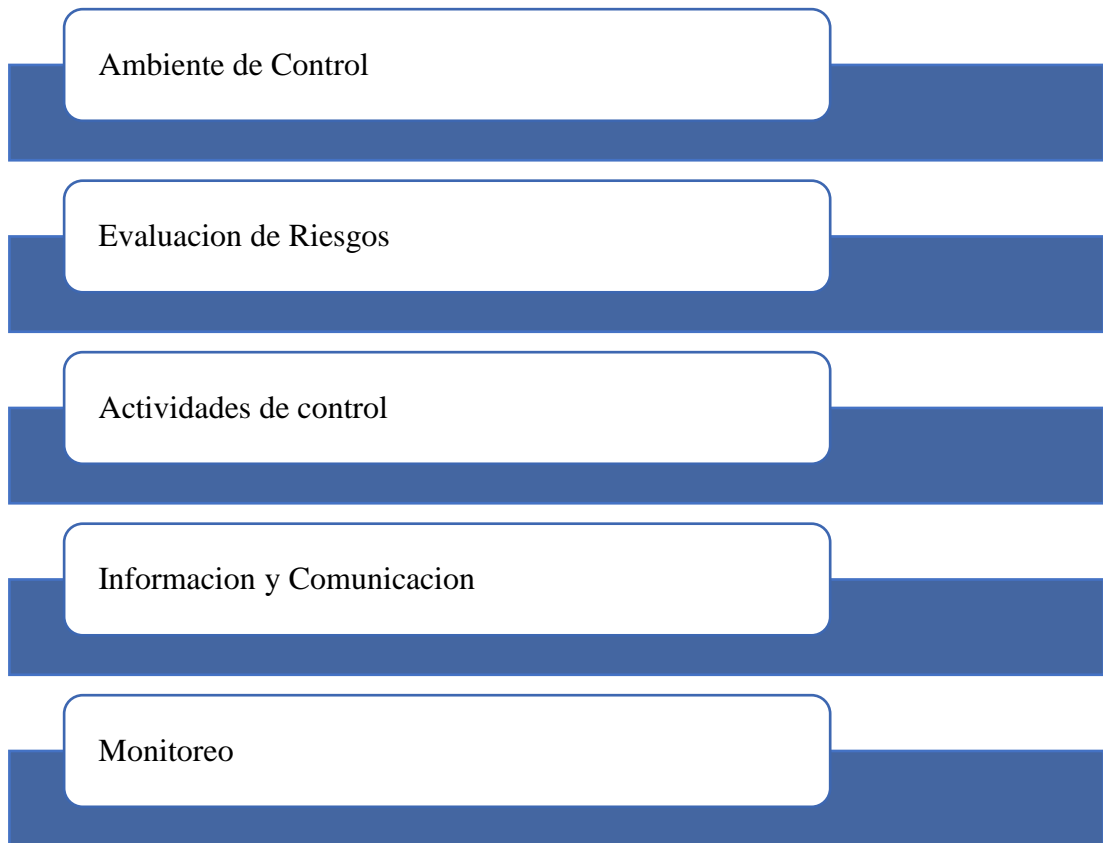 Ambiente de Control
Evaluacion de Riesgos
Actividades de control
Informacion y Comunicacion
Monitoreo